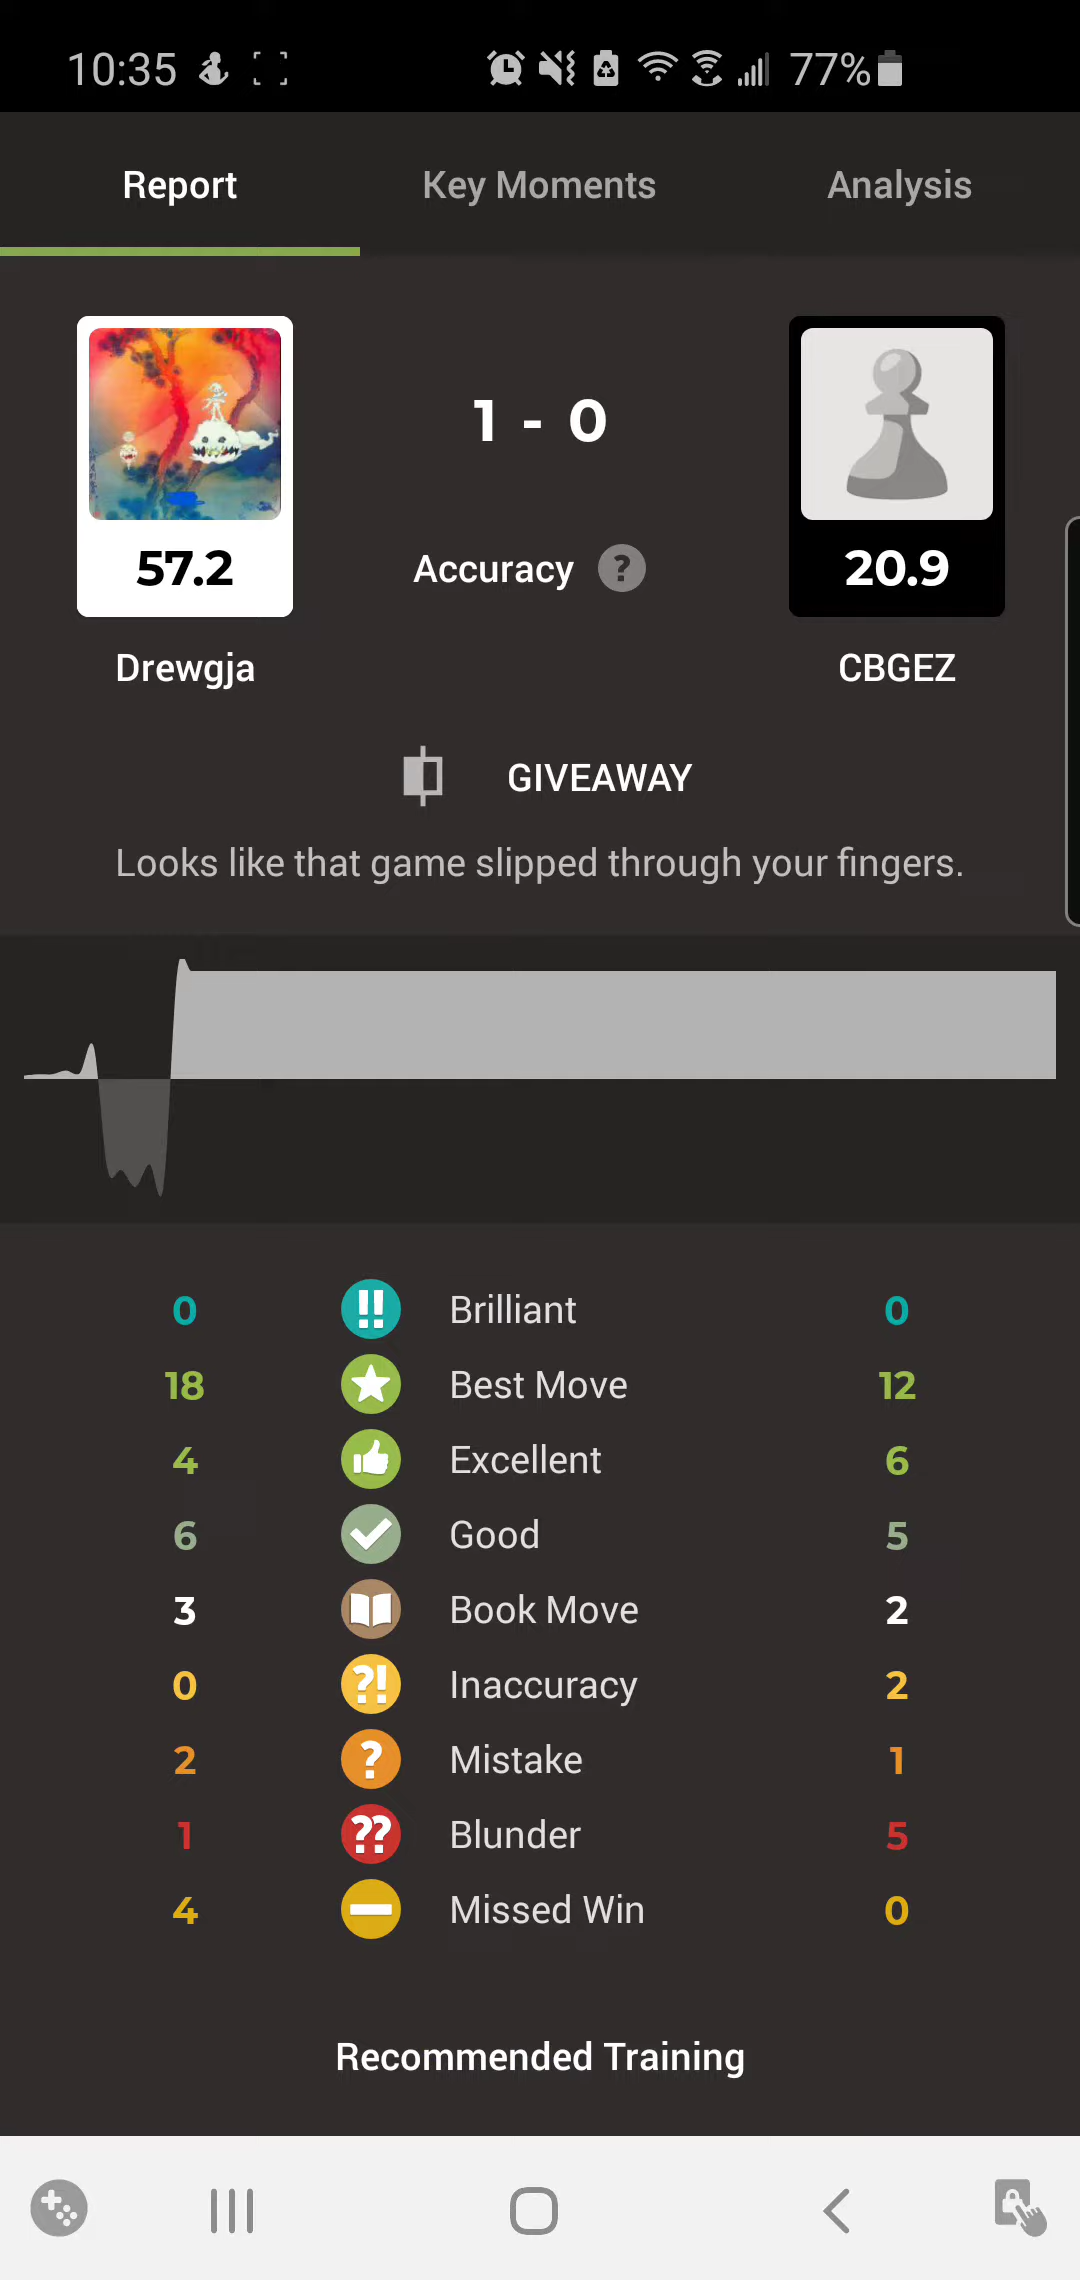 10:35 77%
Report Key Moments Analysis
1 - 0
57.2 Accuracy ? 20.9
Drewgja CBGEZ
GIVEAWAY
Looks like that game slipped through your fingers.
0 !! Brilliant 0
18 Best Move 12
4 Excellent 6
6 Good 5
3 Book Move 2
0 ?! Inaccuracy 2
2 ? Mistake 1
1 ?? Blunder 5
4 Missed Win 0
Recommended Training